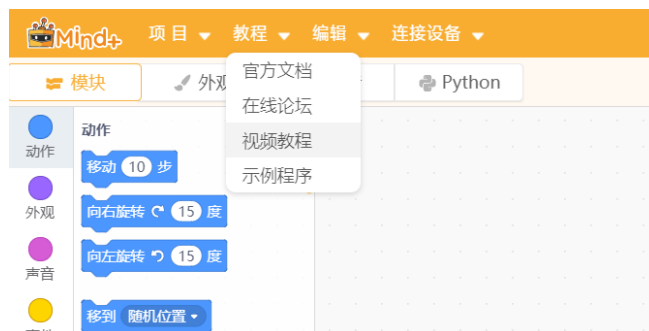 Mind+ 项目 教程 编辑 连接设备
模块 外观 Python
官方文档
在线论坛
视频教程
示例程序
动作
动作
移动 10 步
外观
向右旋转 15 度
向左旋转 15 度
声音
移到 随机位置